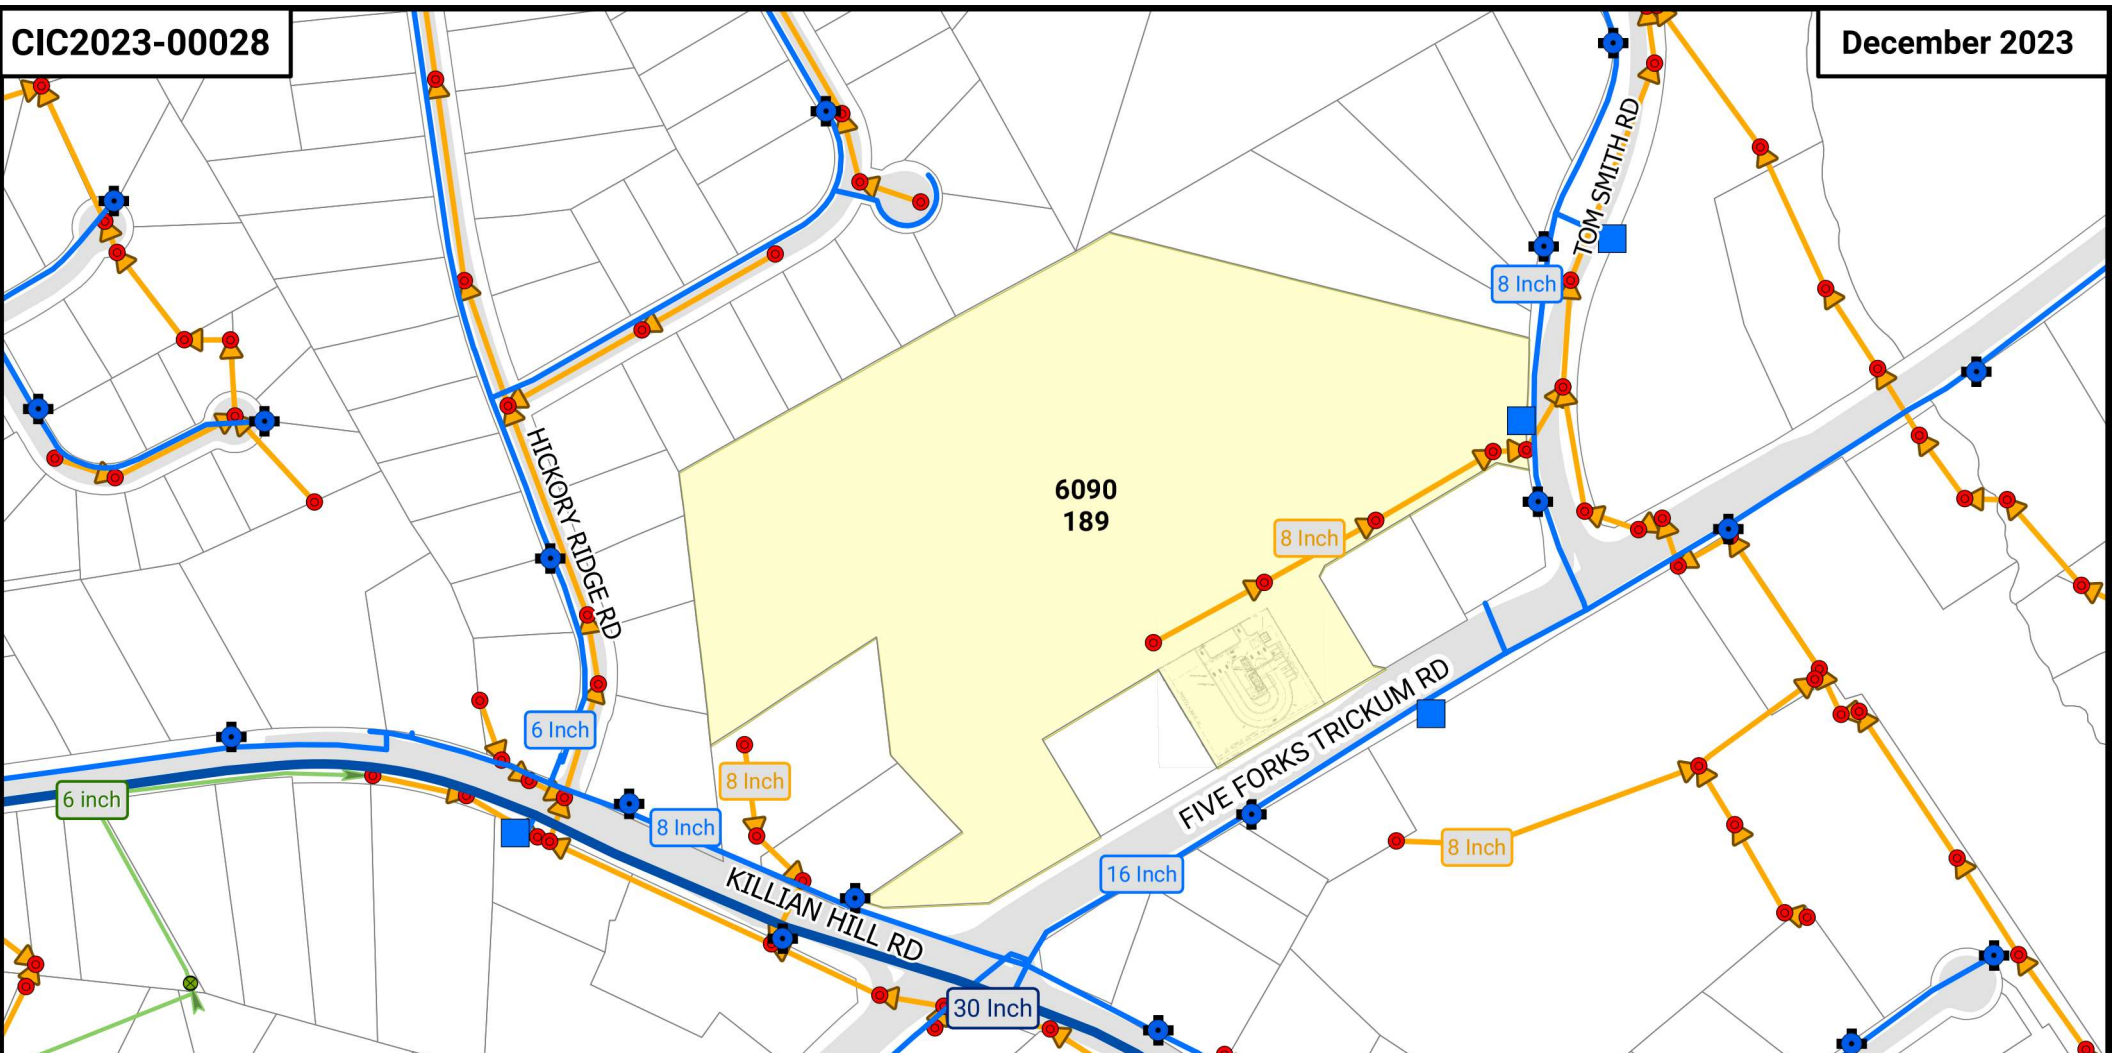 CIC2023-00028
December 2023
TOM SMITH RD
8 Inch
HICKORY RIDGE RD
6090
189
8 Inch
6 Inch
8 Inch
6 inch
8 Inch
FIVE FORKS TRICKUM RD
8 Inch
16 Inch
KILLIAN HILL RD
30 Inch